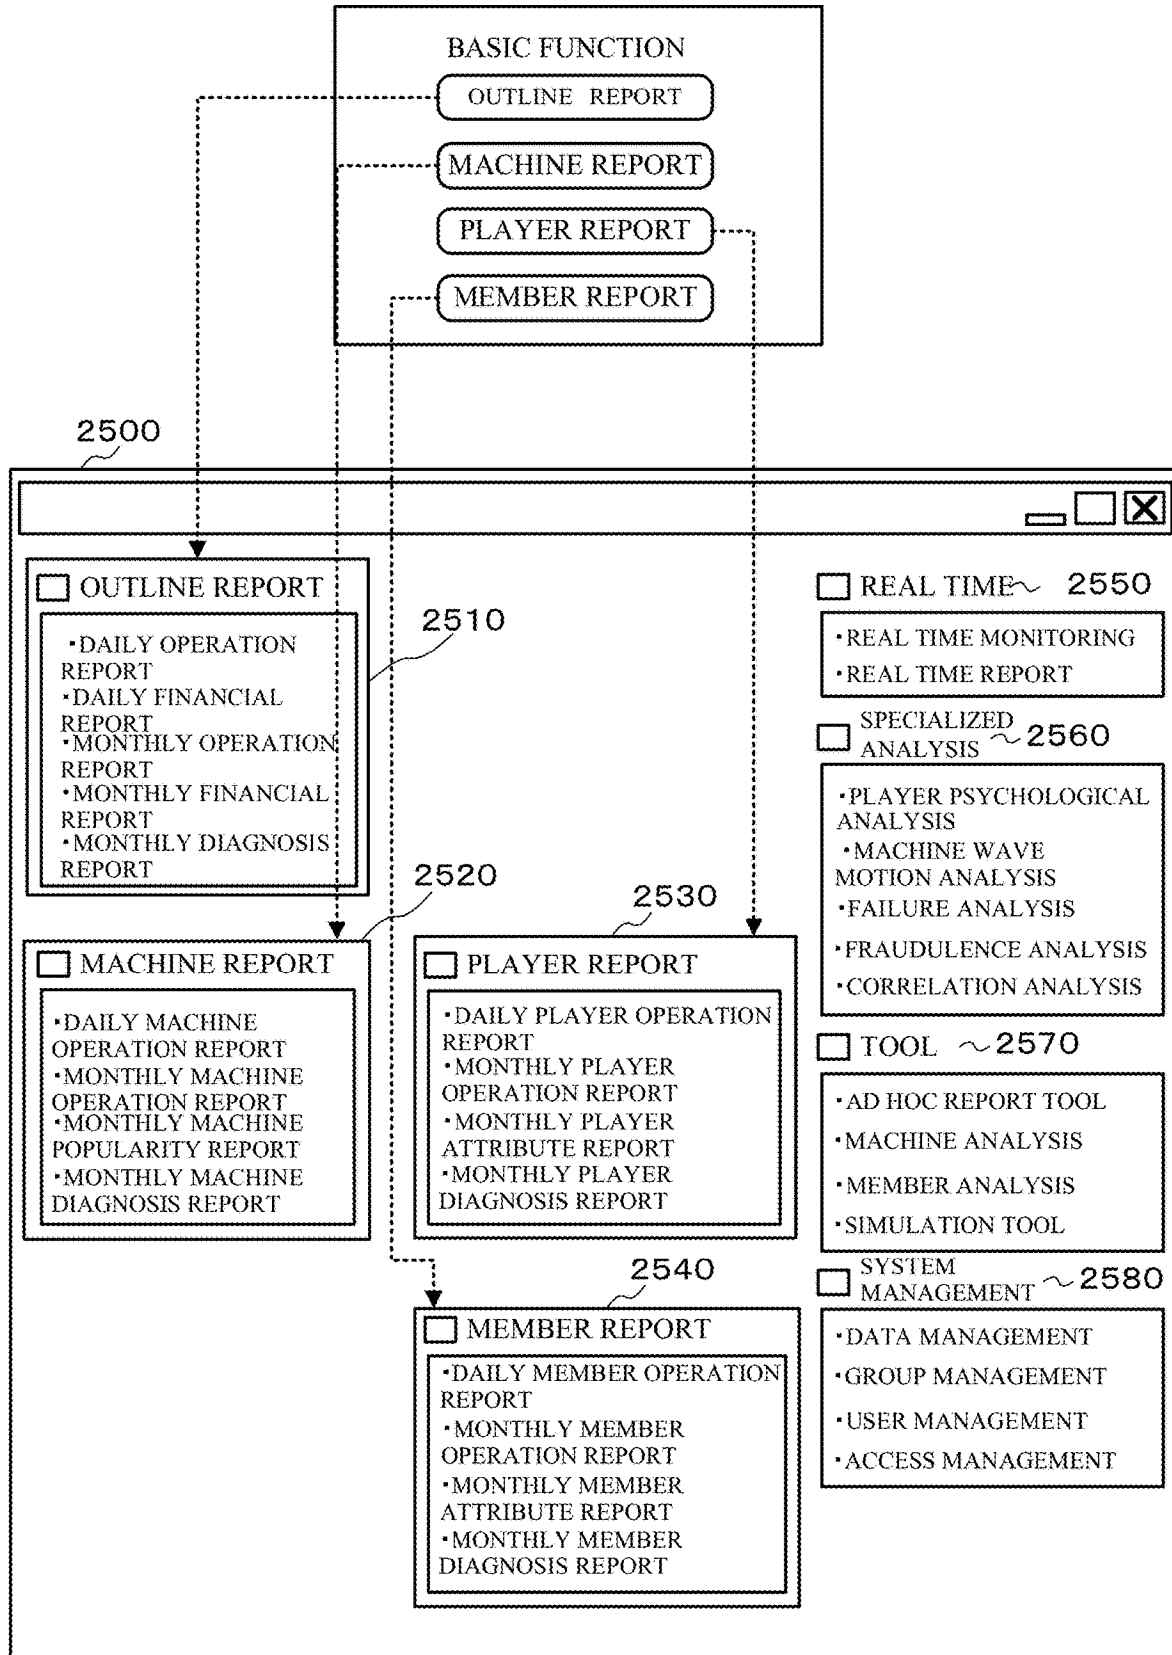 BASIC FUNCTION
OUTLINE REPORT
MACHINE REPORT
PLAYER REPORT
MEMBER REPORT
2500
OUTLINE REPORT
2510
・DAILY OPERATION
REPORT
・DAILY FINANCIAL
REPORT
・MONTHLY OPERATION
REPORT
・MONTHLY FINANCIAL
REPORT
・MONTHLY DIAGNOSIS
REPORT
2520
MACHINE REPORT
・DAILY MACHINE
OPERATION REPORT
・MONTHLY MACHINE
OPERATION REPORT
・MONTHLY MACHINE
POPULARITY REPORT
・MONTHLY MACHINE
DIAGNOSIS REPORT
2530
PLAYER REPORT
・DAILY PLAYER OPERATION
REPORT
・MONTHLY PLAYER
OPERATION REPORT
・MONTHLY PLAYER
ATTRIBUTE REPORT
・MONTHLY PLAYER
DIAGNOSIS REPORT
2540
MEMBER REPORT
・DAILY MEMBER OPERATION
REPORT
・MONTHLY MEMBER
OPERATION REPORT
・MONTHLY MEMBER
ATTRIBUTE REPORT
・MONTHLY MEMBER
DIAGNOSIS REPORT
REAL TIME 2550
・REAL TIME MONITORING
・REAL TIME REPORT
SPECIALIZED
ANALYSIS 2560
・PLAYER PSYCHOLOGICAL
ANALYSIS
・MACHINE WAVE
MOTION ANALYSIS
・FAILURE ANALYSIS
・FRAUDULENCE ANALYSIS
・CORRELATION ANALYSIS
TOOL 2570
・AD HOC REPORT TOOL
・MACHINE ANALYSIS
・MEMBER ANALYSIS
・SIMULATION TOOL
SYSTEM
MANAGEMENT 2580
・DATA MANAGEMENT
・GROUP MANAGEMENT
・USER MANAGEMENT
・ACCESS MANAGEMENT